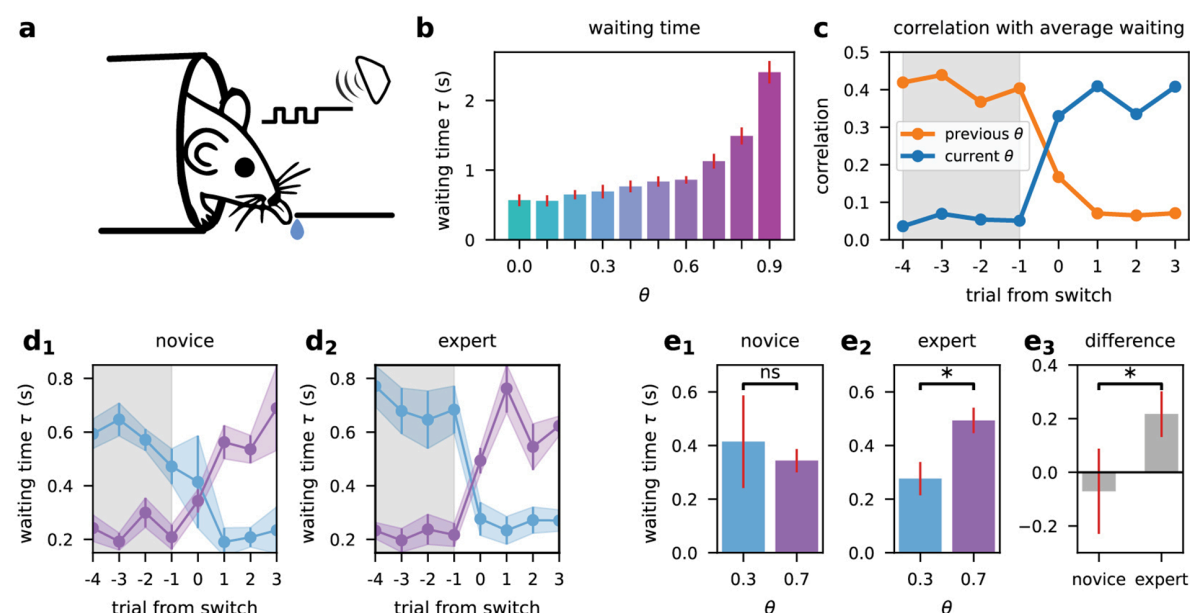 a
b
waiting time
waiting time τ (s)
2
1
0
0.0 0.3 0.6 0.9
θ
c
correlation with average waiting
correlation
0.5
0.4
0.3
0.2
0.1
0.0
previous θ
current θ
-4 -3 -2 -1 0 1 2 3
trial from switch
d1
novice
waiting time τ (s)
0.8
0.6
0.4
0.2
-4 -3 -2 -1 0 1 2 3
trial from switch
d2
expert
waiting time τ (s)
0.8
0.6
0.4
0.2
-4 -3 -2 -1 0 1 2 3
trial from switch
e1
novice
waiting time τ (s)
0.6
0.4
0.2
0.0
ns
0.3 0.7
θ
e2
expert
0.6
0.4
0.2
0.0
*
0.3 0.7
θ
e3
difference
0.4
0.2
0.0
−0.2
*
novice expert